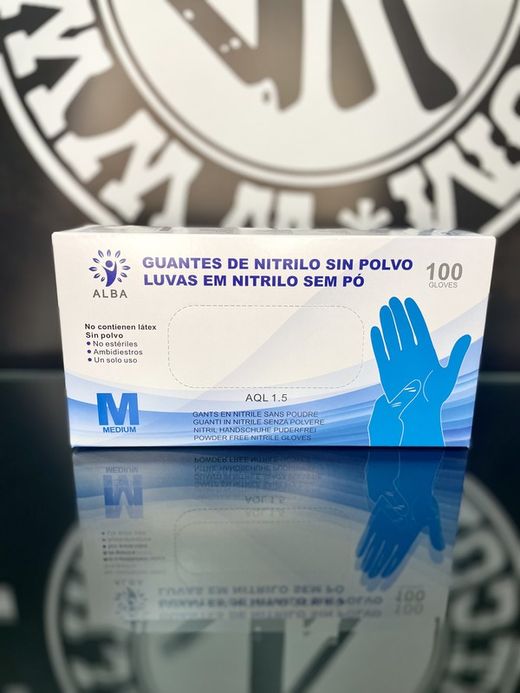 GUANTES DE NITRILO SIN POLVO
LUVAS EM NITRILO SEM PÓ
100
GLOVES
ALBA
No contienen látex
Sin polvo
• No estériles
• Ambidiestros
• Un solo uso
AQL 1.5
M
MEDIUM
GANTS EN NITRILE SANS POUDRE
GUANTI IN NITRILE SENZA POLVERE
NITRIL HANDSCHUHE PUDERFREI
POWDER FREE NITRILE GLOVES